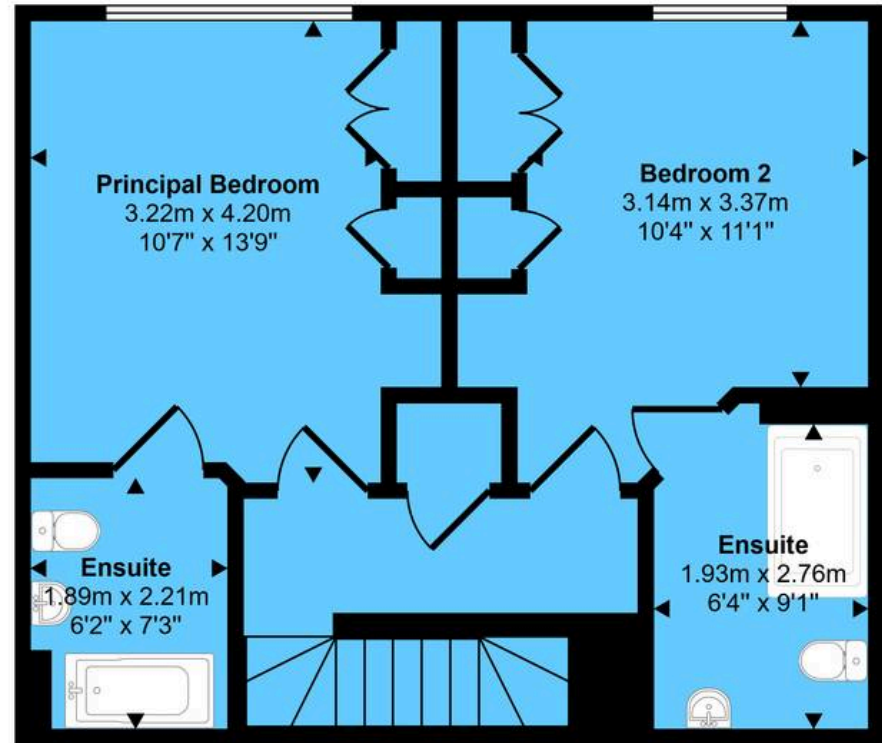 Principal Bedroom
3.22m x 4.20m
10'7" x 13'9"
Bedroom 2
3.14m x 3.37m
10'4" x 11'1"
Ensuite
1.89m x 2.21m
6'2" x 7'3"
Ensuite
1.93m x 2.76m
6'4" x 9'1"